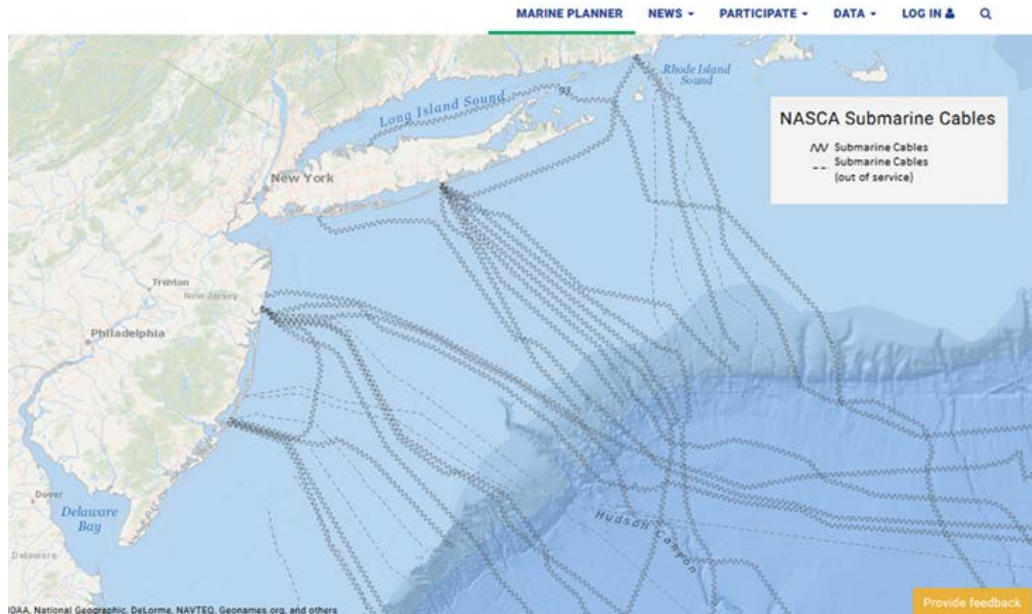 MARINE PLANNER NEWS PARTICIPATE DATA LOG IN
Rhode Island
Sound
Long Island Sound
93
NASCA Submarine Cables
Submarine Cables
Submarine Cables
(out of service)
New York
Trenton
New Jersey
Philadelphia
Dover
Delaware
Bay
Hudson Canyon
Delaware
Provide feedback
OAA, National Geographic, DeLorme, NAVTEQ, Geonames.org, and others